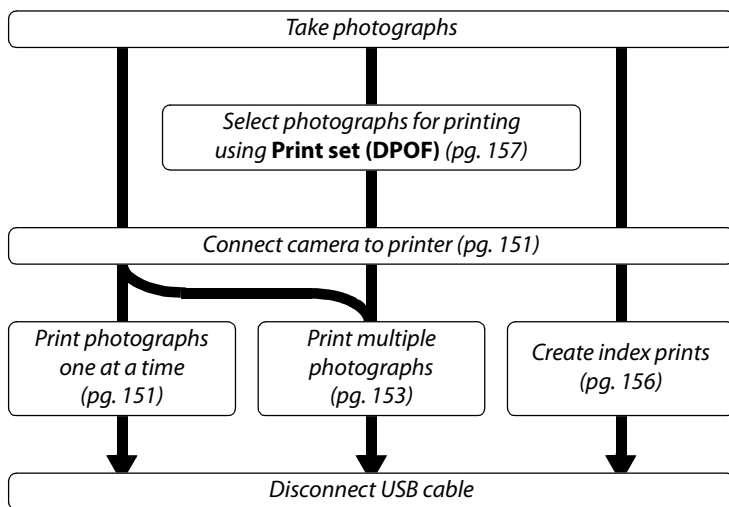 Take photographs
Select photographs for printing
using Print set (DPOF) (pg. 157)
Connect camera to printer (pg. 151)
Print photographs
one at a time
(pg. 151)
Print multiple
photographs
(pg. 153)
Create index prints
(pg. 156)
Disconnect USB cable